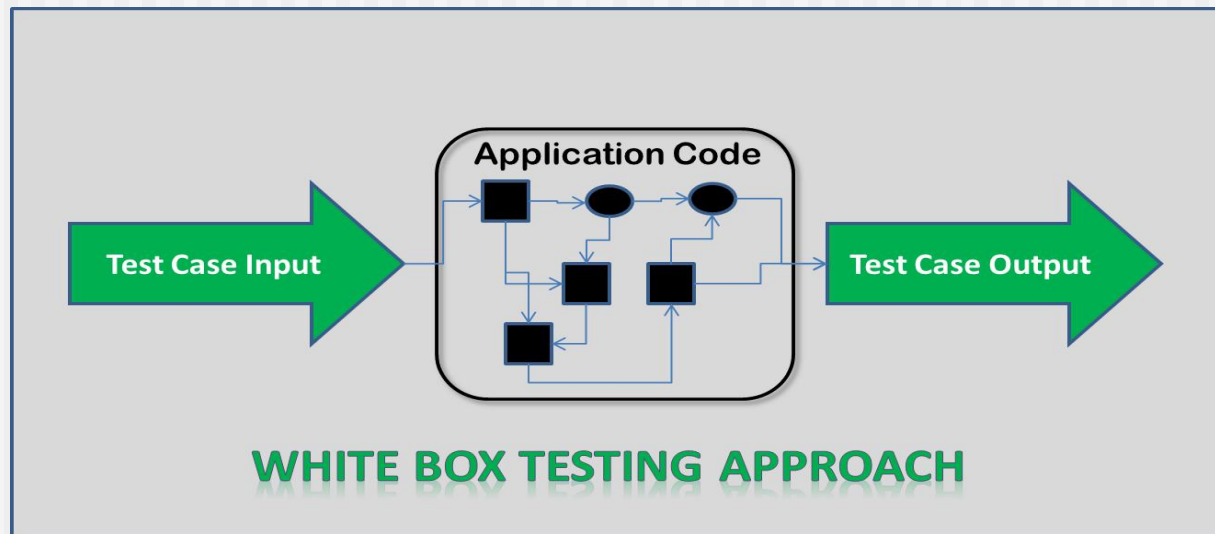 Application Code
Test Case Input
Test Case Output
WHITE BOX TESTING APPROACH